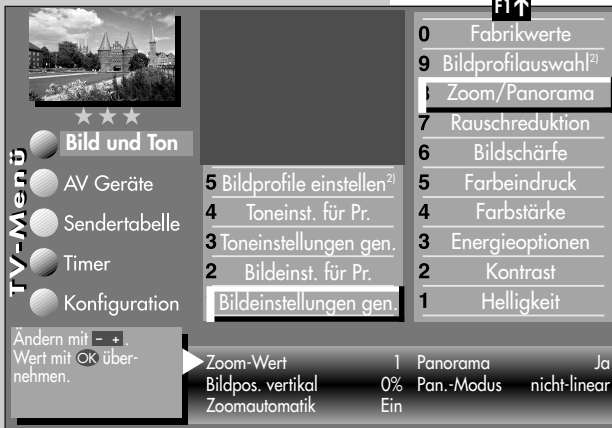 F1↑
TV-Menü
Bild und Ton
AV Geräte
Sendertabelle
Timer
Konfiguration
5 Bildprofile einstellen2)
4 Toneinst. für Pr.
3 Toneinstellungen gen.
2 Bildeinst. für Pr.
Bildeinstellungen gen.
0 Fabrikwerte
9 Bildprofilauswahl2)
8 Zoom/Panorama
7 Rauschreduktion
6 Bildschärfe
5 Farbeindruck
4 Farbstärke
3 Energieoptionen
2 Kontrast
1 Helligkeit
Ändern mit - + .
Wert mit OK über-
nehmen.
Zoom-Wert 1 Panorama Ja
Bildpos. vertikal 0% Pan.-Modus nicht-linear
Zoomautomatik Ein